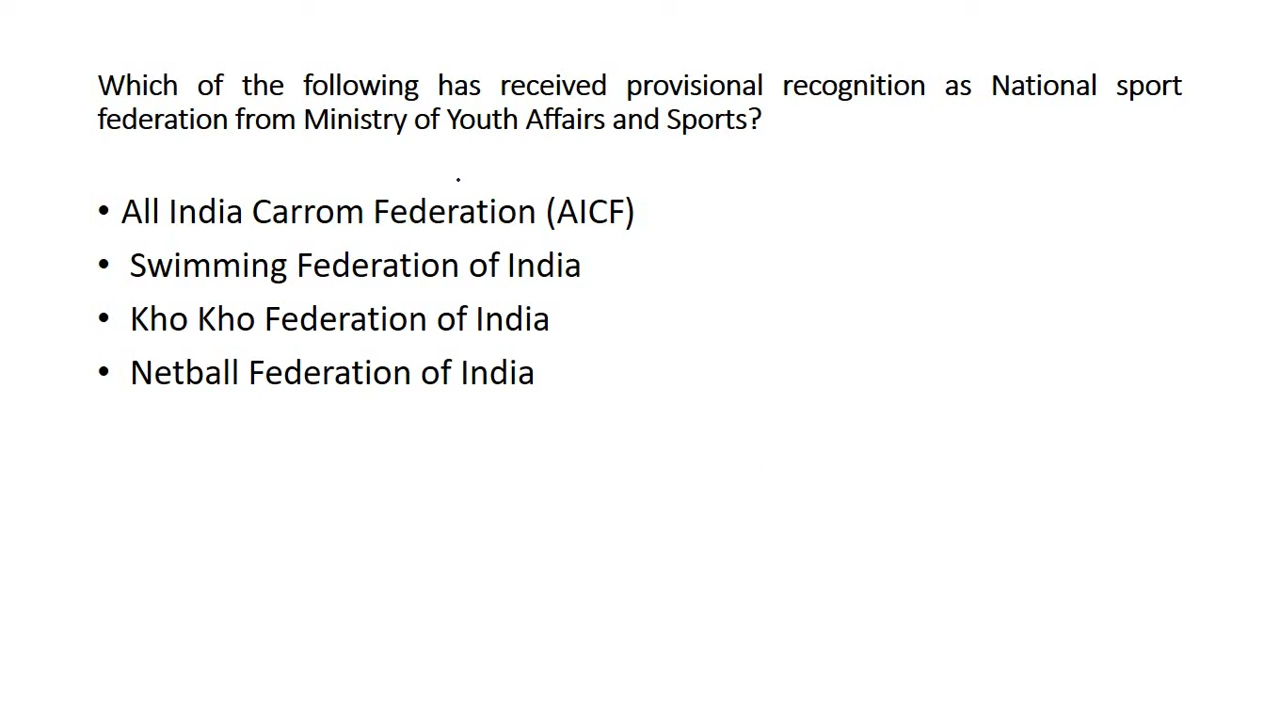 Which of the following has received provisional recognition as National sport
federation from Ministry of Youth Affairs and Sports?
• All India Carrom Federation (AICF)
• Swimming Federation of India
• Kho Kho Federation of India
• Netball Federation of India